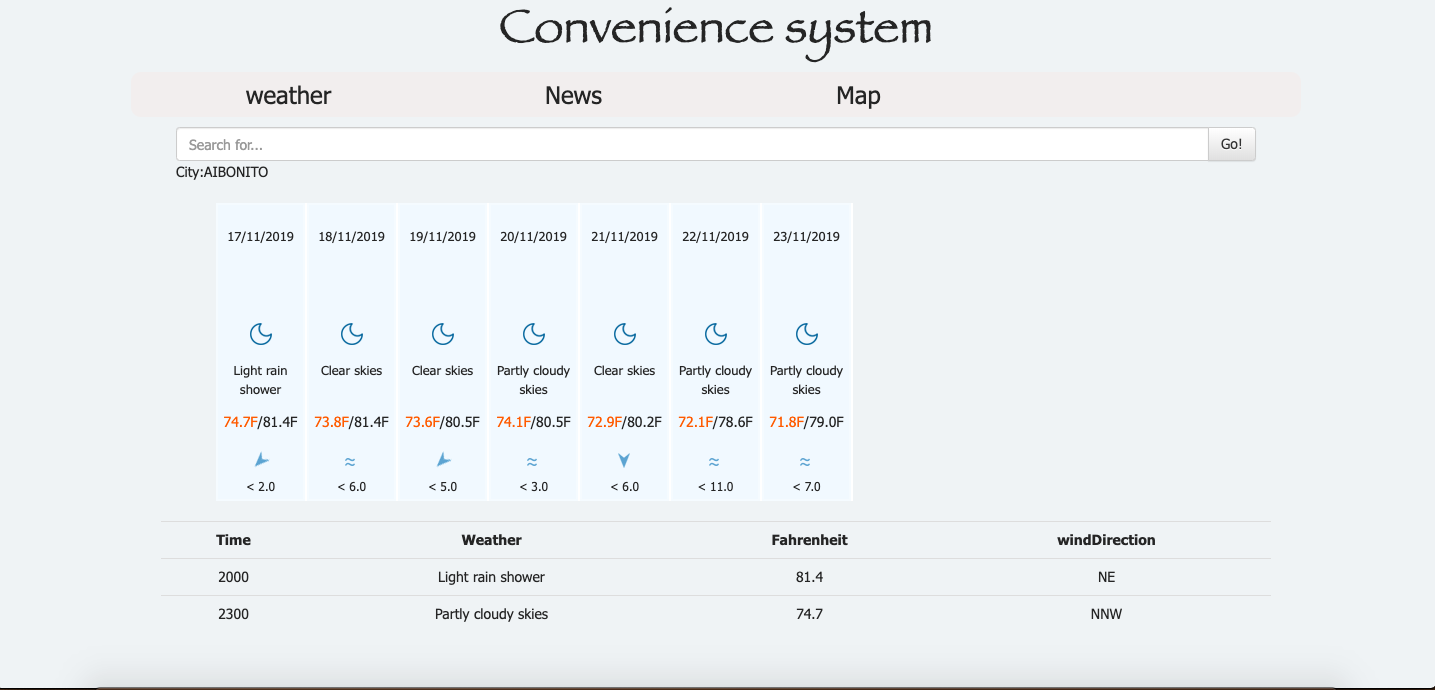 Convenience system
weather News Map
Search for... Go!
City:AIBONITO
17/11/2019 18/11/2019 19/11/2019 20/11/2019 21/11/2019 22/11/2019 23/11/2019
Light rain Clear skies Clear skies Partly cloudy Clear skies Partly cloudy Partly cloudy
shower skies skies skies
74.7F/81.4F 73.8F/81.4F 73.6F/80.5F 74.1F/80.5F 72.9F/80.2F 72.1F/78.6F 71.8F/79.0F
≈ ≈ ≈ ≈
< 2.0 < 6.0 < 5.0 < 3.0 < 6.0 < 11.0 < 7.0
Time Weather Fahrenheit windDirection
2000 Light rain shower 81.4 NE
2300 Partly cloudy skies 74.7 NNW